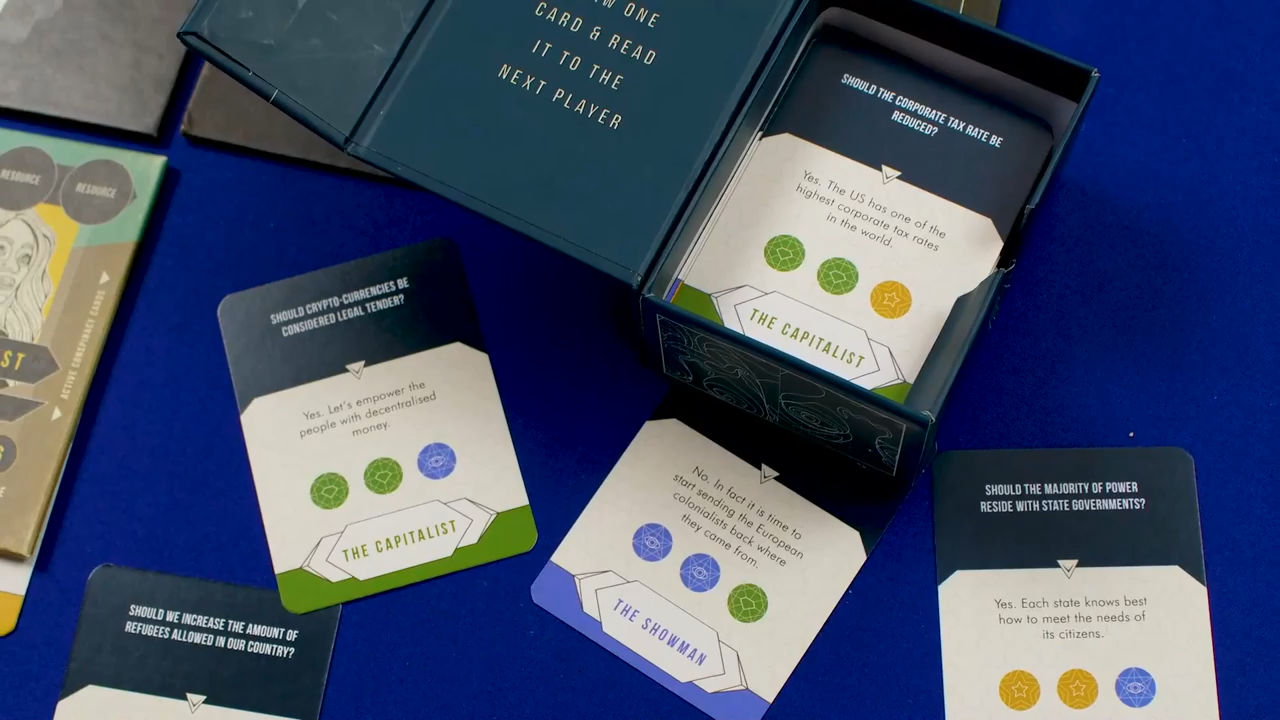 ONE
CARD & READ
IT TO THE
NEXT PLAYER
SHOULD THE CORPORATE TAX RATE BE
REDUCED?
Yes. The US has one of the
highest corporate tax rates
in the world.
THE CAPITALIST
RESOURCE
RESOURCE
ACTIVE CONSPIRACY CARDS
SHOULD CRYPTO-CURRENCIES BE
CONSIDERED LEGAL TENDER?
Yes. Let's empower the
people with decentralised
money.
THE CAPITALIST
No. In fact it is time to
start sending the European
colonialists back where
they came from.
THE SHOWMAN
SHOULD THE MAJORITY OF POWER
RESIDE WITH STATE GOVERNMENTS?
Yes. Each state knows best
how to meet the needs of
its citizens.
SHOULD WE INCREASE THE AMOUNT OF
REFUGEES ALLOWED IN OUR COUNTRY?